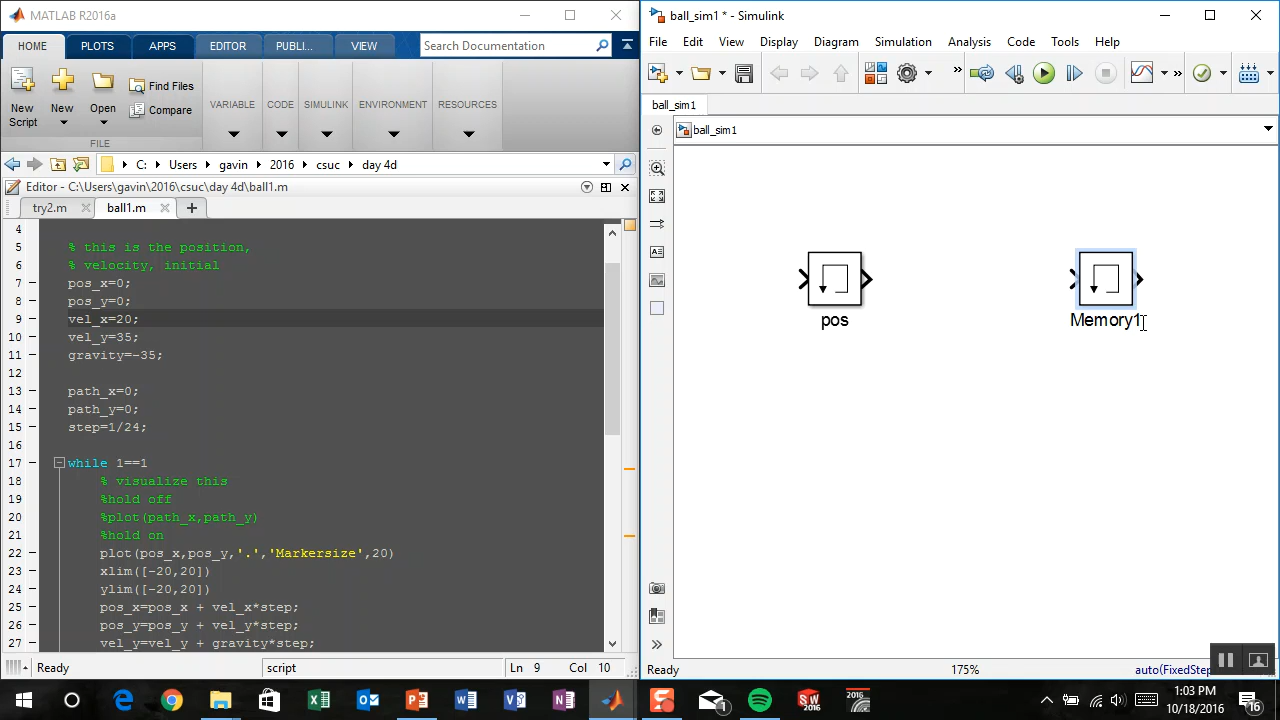 MATLAB R2016a
HOME PLOTS APPS EDITOR PUBLI... VIEW Search Documentation
New Script
New
Open
Find Files
Compare
FILE
VARIABLE
CODE
SIMULINK
ENVIRONMENT
RESOURCES
C: Users gavin 2016 csuc day 4d
Editor - C:\Users\gavin\2016\csuc\day 4d\ball1.m
try2.m ball1.m
4
5 % this is the position,
6 % velocity, initial
7 pos_x=0;
8 pos_y=0;
9 vel_x=20;
10 vel_y=35;
11 gravity=-35;
12
13 path_x=0;
14 path_y=0;
15 step=1/24;
16
17 while 1==1
18 % visualize this
19 %hold off
20 %plot(path_x,path_y)
21 %hold on
22 plot(pos_x,pos_y,'.','Markersize',20)
23 xlim([-20,20])
24 ylim([-20,20])
25 pos_x=pos_x + vel_x*step;
26 pos_y=pos_y + vel_y*step;
27 vel_y=vel_y + gravity*step;
Ready script Ln 9 Col 10
ball_sim1 * - Simulink
File Edit View Display Diagram Simulation Analysis Code Tools Help
ball_sim1
ball_sim1
pos
Memory1
Ready 175% auto(FixedStep
1:03 PM
10/18/2016
16